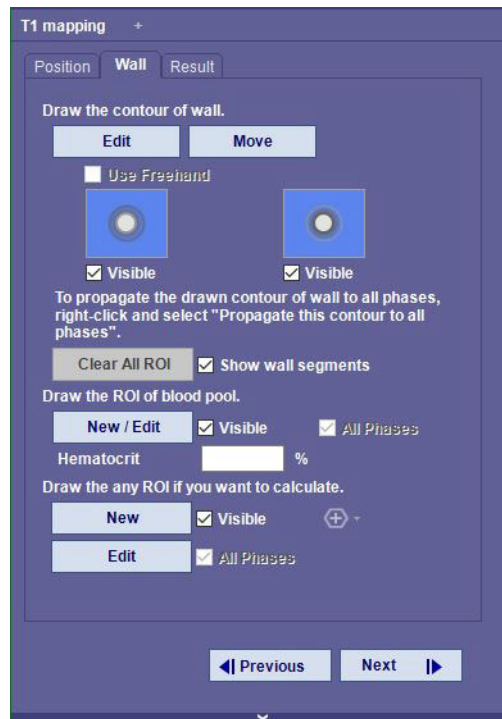 T1 mapping +
Position Wall Result
Draw the contour of wall.
Edit Move
Use Freehand
Visible Visible
To propagate the drawn contour of wall to all phases,
right-click and select "Propagate this contour to all
phases".
Clear All ROI Show wall segments
Draw the ROI of blood pool.
New / Edit Visible All Phases
Hematocrit %
Draw the any ROI if you want to calculate.
New Visible
Edit All Phases
Previous Next